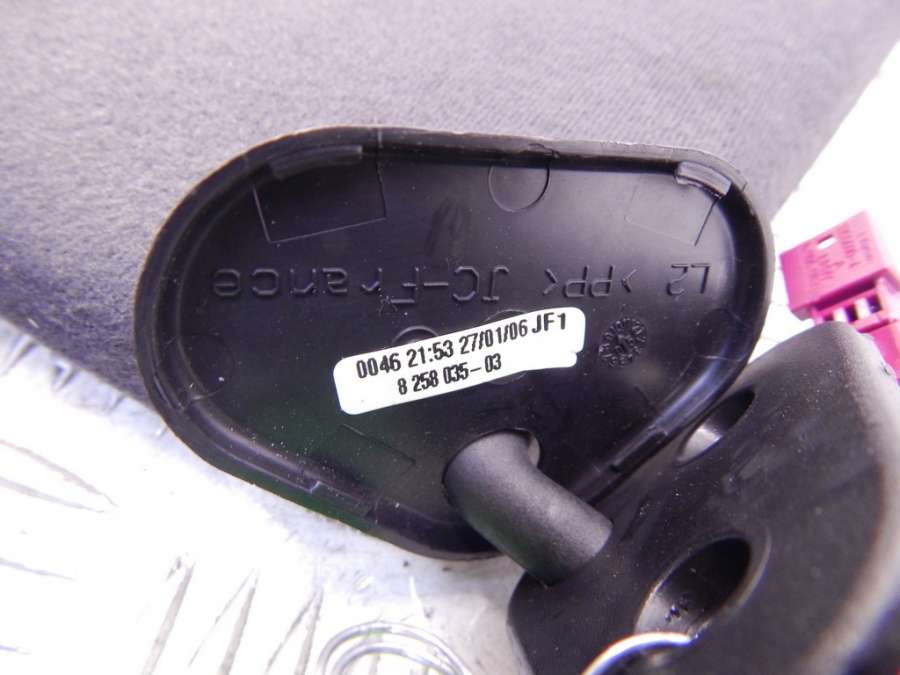 L2 >PP< JC-France
0046 21:53 27/01/06 JF1
8 258 035-03